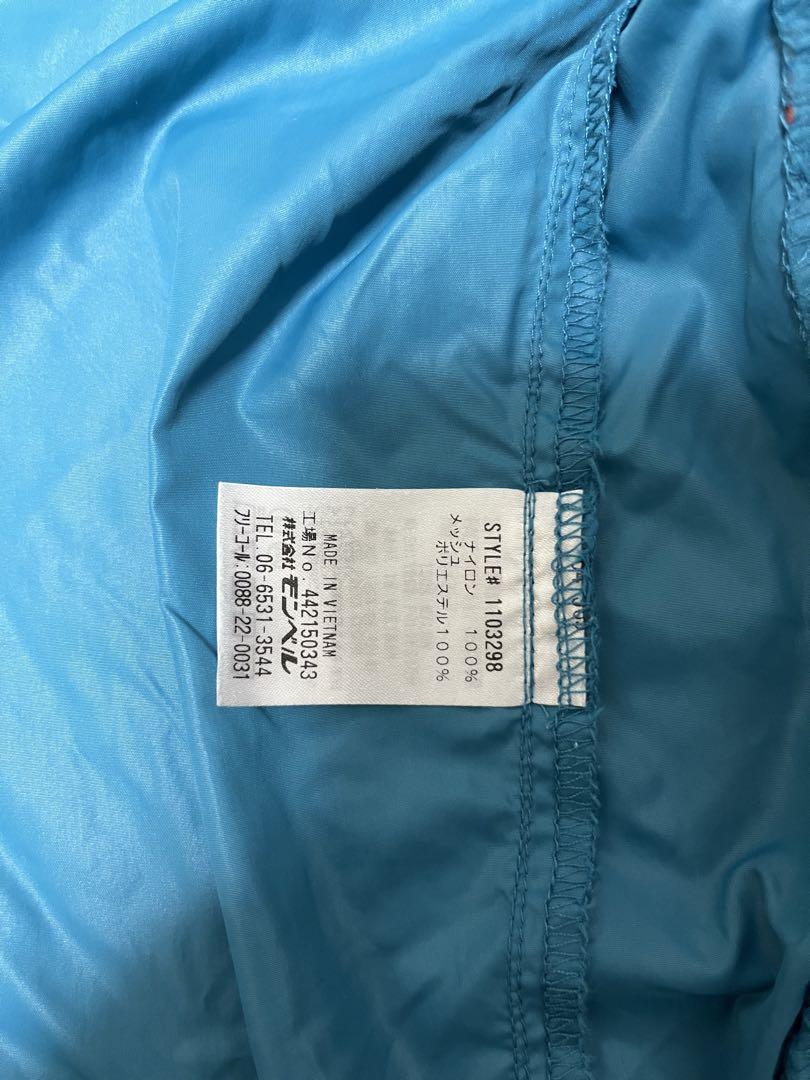 STYLE# 1103298
ナイロン 100%
メッシュ
ポリエステル100%
MADE IN VIETNAM
工場No. 442150343
株式会社モンベル
TEL.06-6531-3544
フリーコール:0088-22-0031